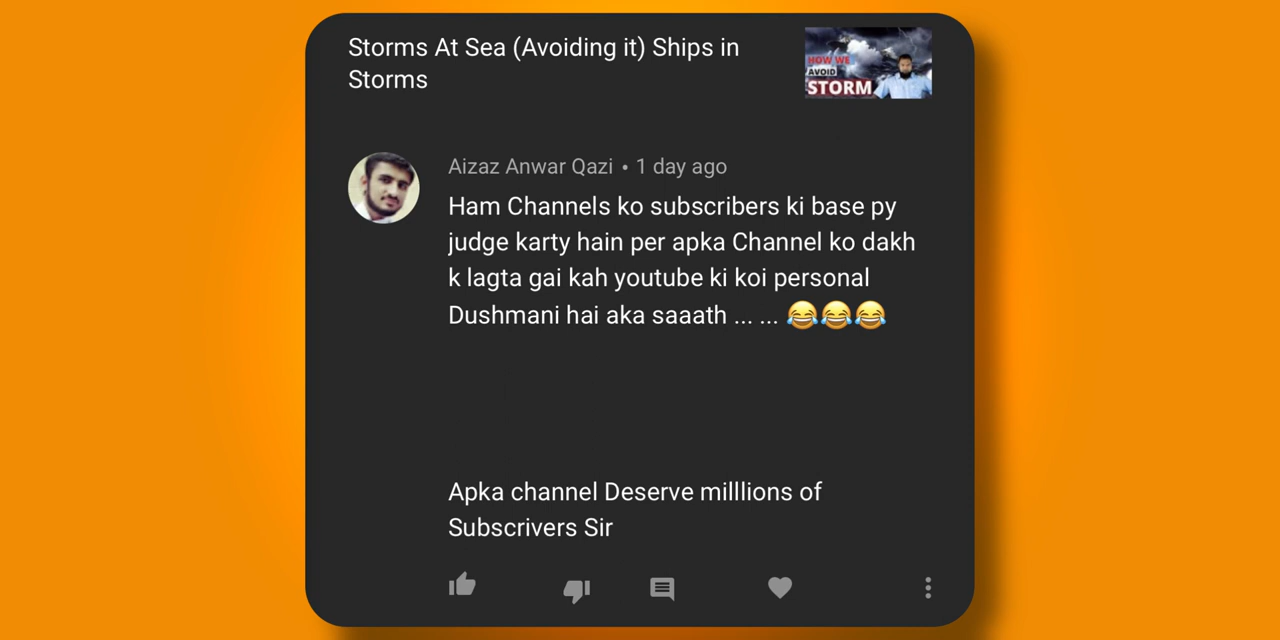 Storms At Sea (Avoiding it) Ships in
Storms
HOW WE
AVOID
STORM
Aizaz Anwar Qazi • 1 day ago
Ham Channels ko subscribers ki base py
judge karty hain per apka Channel ko dakh
k lagta gai kah youtube ki koi personal
Dushmani hai aka saaath ... ... 😂😂😂
Apka channel Deserve milllions of
Subscrivers Sir